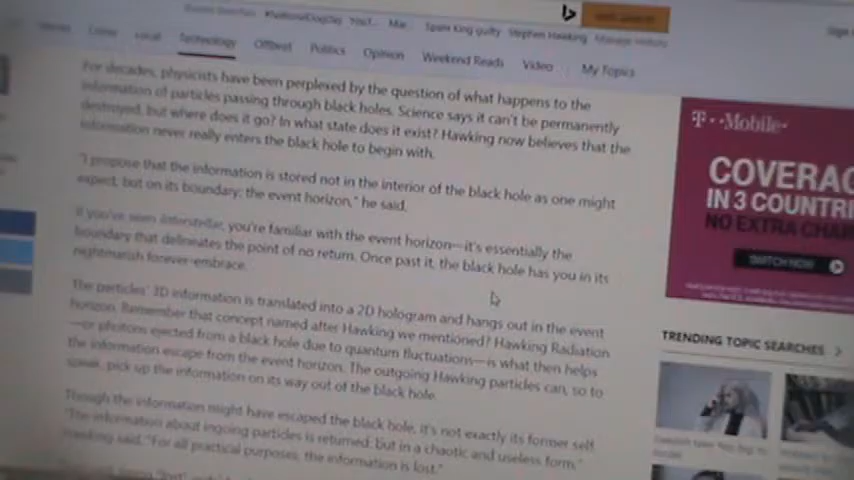 #NationalDogDay
Spam King guilty
Stephen Hawking
Manage History
Crime
Local
Technology
Offbeat
Politics
Opinion
Weekend Reads
Video
My Topics
For decades, physicists have been perplexed by the question of what happens to the
information of particles passing through black holes. Science says it can't be permanently
destroyed, but where does it go? In what state does it exist? Hawking now believes that the
information never really enters the black hole to begin with.
"I propose that the information is stored not in the interior of the black hole as one might
expect, but on its boundary; the event horizon," he said.
If you've seen Interstellar, you're familiar with the event horizon—it's essentially the
boundary that delineates the point of no return. Once past it, the black hole has you in its
nightmarish forever-embrace.
The particles' 3D information is translated into a 2D hologram and hangs out in the event
horizon. Remember that concept named after Hawking we mentioned? Hawking Radiation
—or photons ejected from a black hole due to quantum fluctuations—is what then helps
the information escape from the event horizon. The outgoing Hawking particles can, so to
speak, pick up the information on its way out of the black hole.
Though the information might have escaped the black hole, it's not exactly its former self.
"The information about ingoing particles is returned, but in a chaotic and useless form,"
Hawking said. "For all practical purposes, the information is lost."
T-Mobile
COVERAG
IN 3 COUNTRI
NO EXTRA CHAR
SWITCH NOW
TRENDING TOPIC SEARCHES